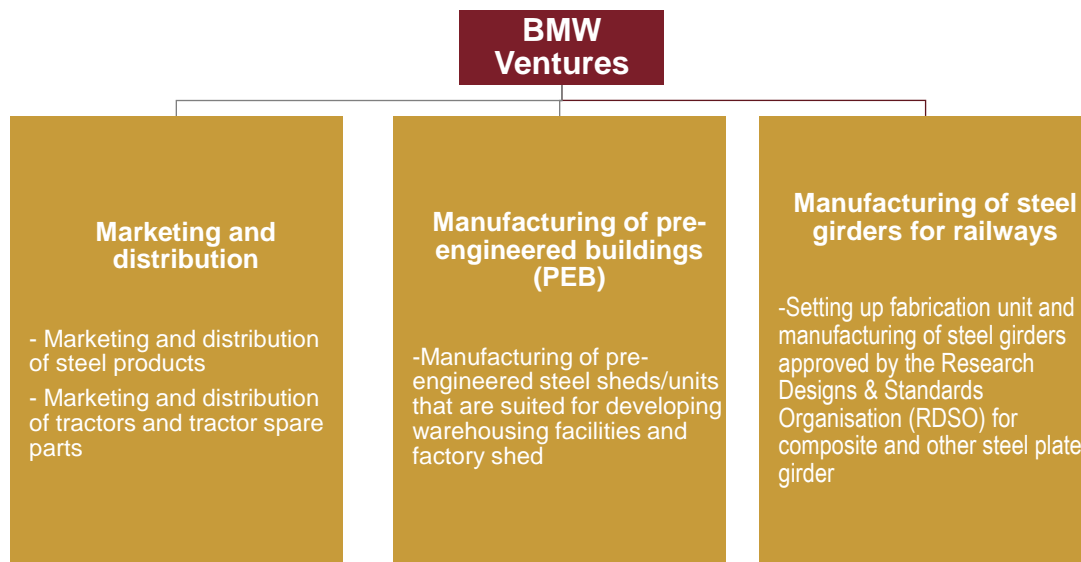 BMW
Ventures
Marketing and
distribution
- Marketing and distribution
of steel products
- Marketing and distribution
of tractors and tractor spare
parts
Manufacturing of pre-
engineered buildings
(PEB)
-Manufacturing of pre-
engineered steel sheds/units
that are suited for developing
warehousing facilities and
factory shed
Manufacturing of steel
girders for railways
-Setting up fabrication unit and
manufacturing of steel girders
approved by the Research
Designs & Standards
Organisation (RDSO) for
composite and other steel plate
girder